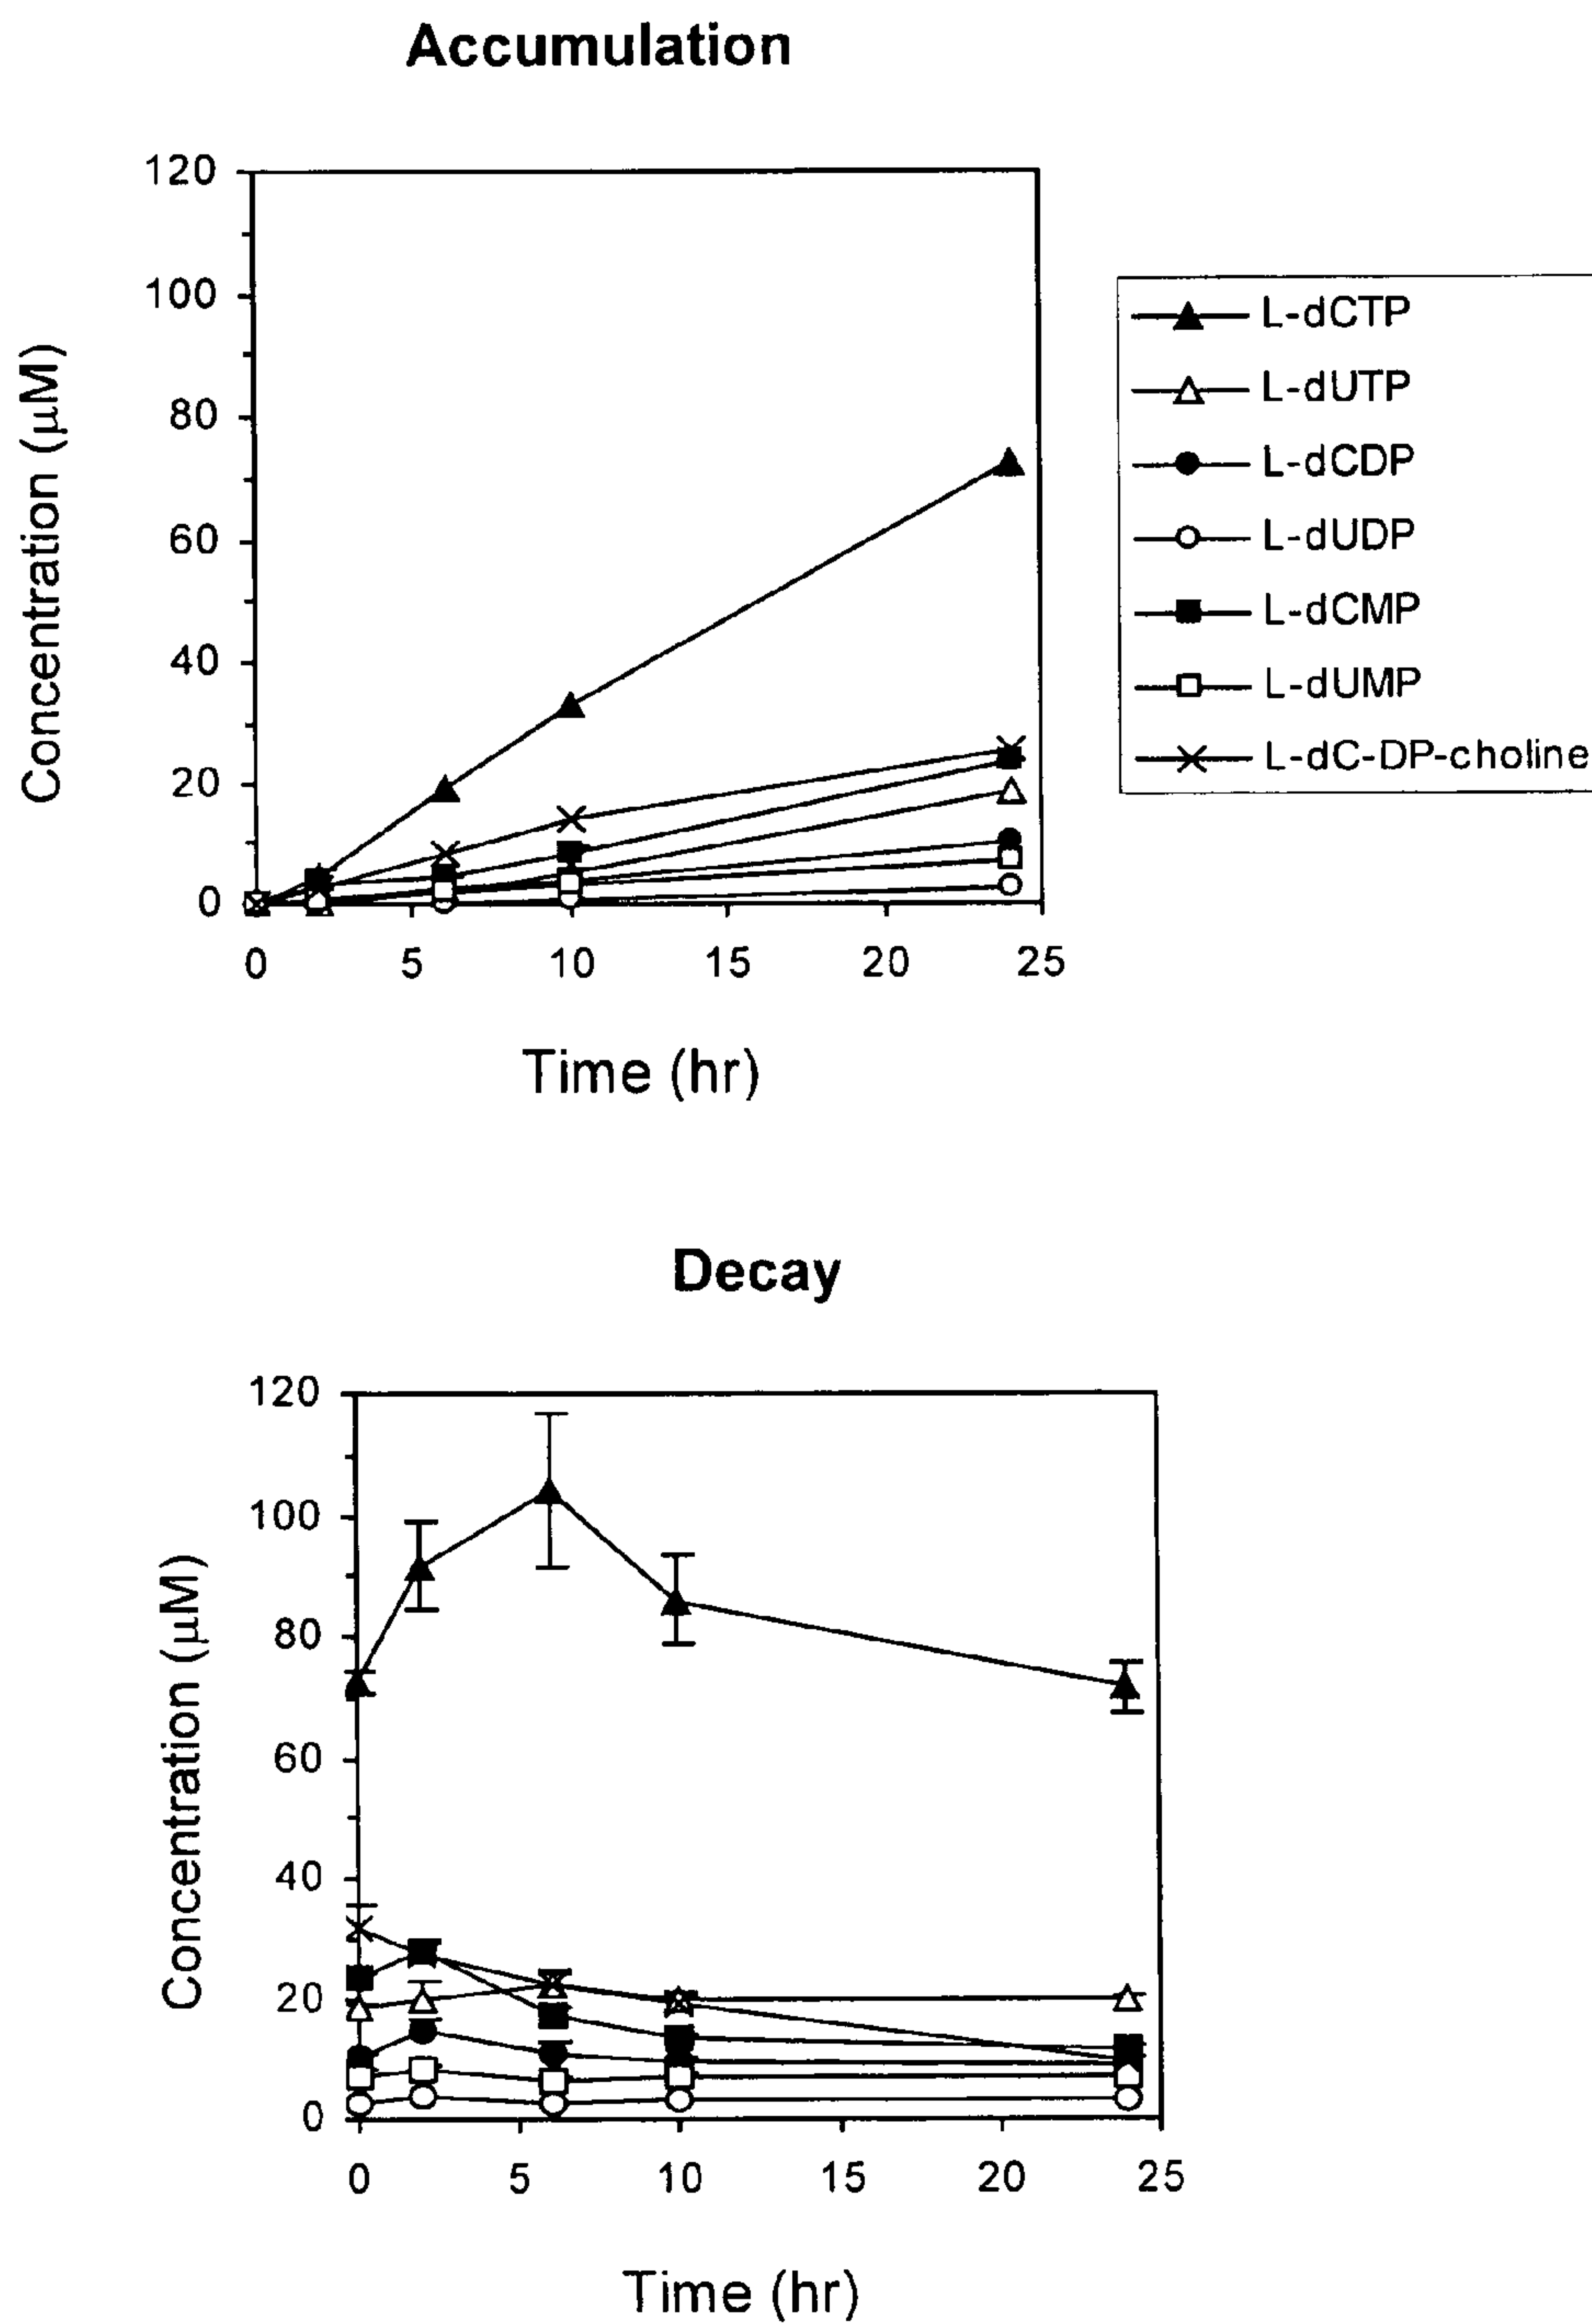 Accumulation
120
100
80
60
40
20
0
Concentration (μM)
0 5 10 15 20 25
Time (hr)
L-dCTP
L-dUTP
L-dCDP
L-dUDP
L-dCMP
L-dUMP
L-dC-DP-choline
Decay
120
100
80
60
40
20
0
Concentration (μM)
0 5 10 15 20 25
Time (hr)